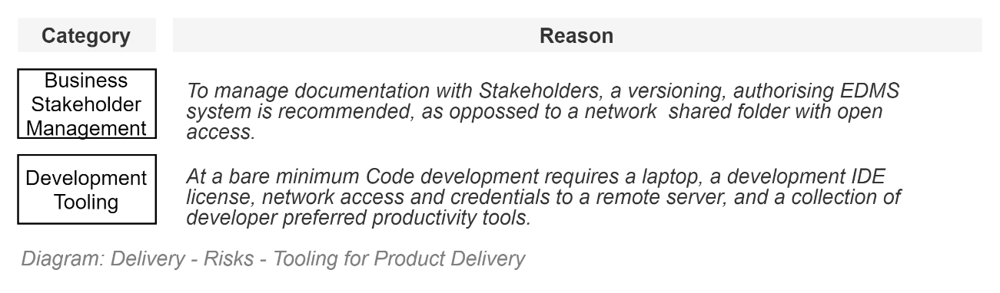 Category
Reason
Business
Stakeholder
Management
To manage documentation with Stakeholders, a versioning, authorising EDMS
system is recommended, as oppossed to a network  shared folder with open
access.
Development
Tooling
At a bare minimum Code development requires a laptop, a development IDE
license, network access and credentials to a remote server, and a collection of
developer preferred productivity tools.
Diagram: Delivery - Risks - Tooling for Product Delivery